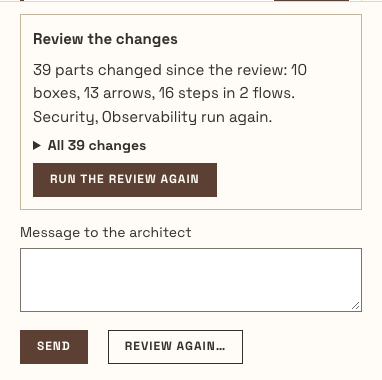 Review the changes
39 parts changed since the review: 10
boxes, 13 arrows, 16 steps in 2 flows.
Security, Observability run again.
All 39 changes
RUN THE REVIEW AGAIN
Message to the architect
SEND
REVIEW AGAIN…